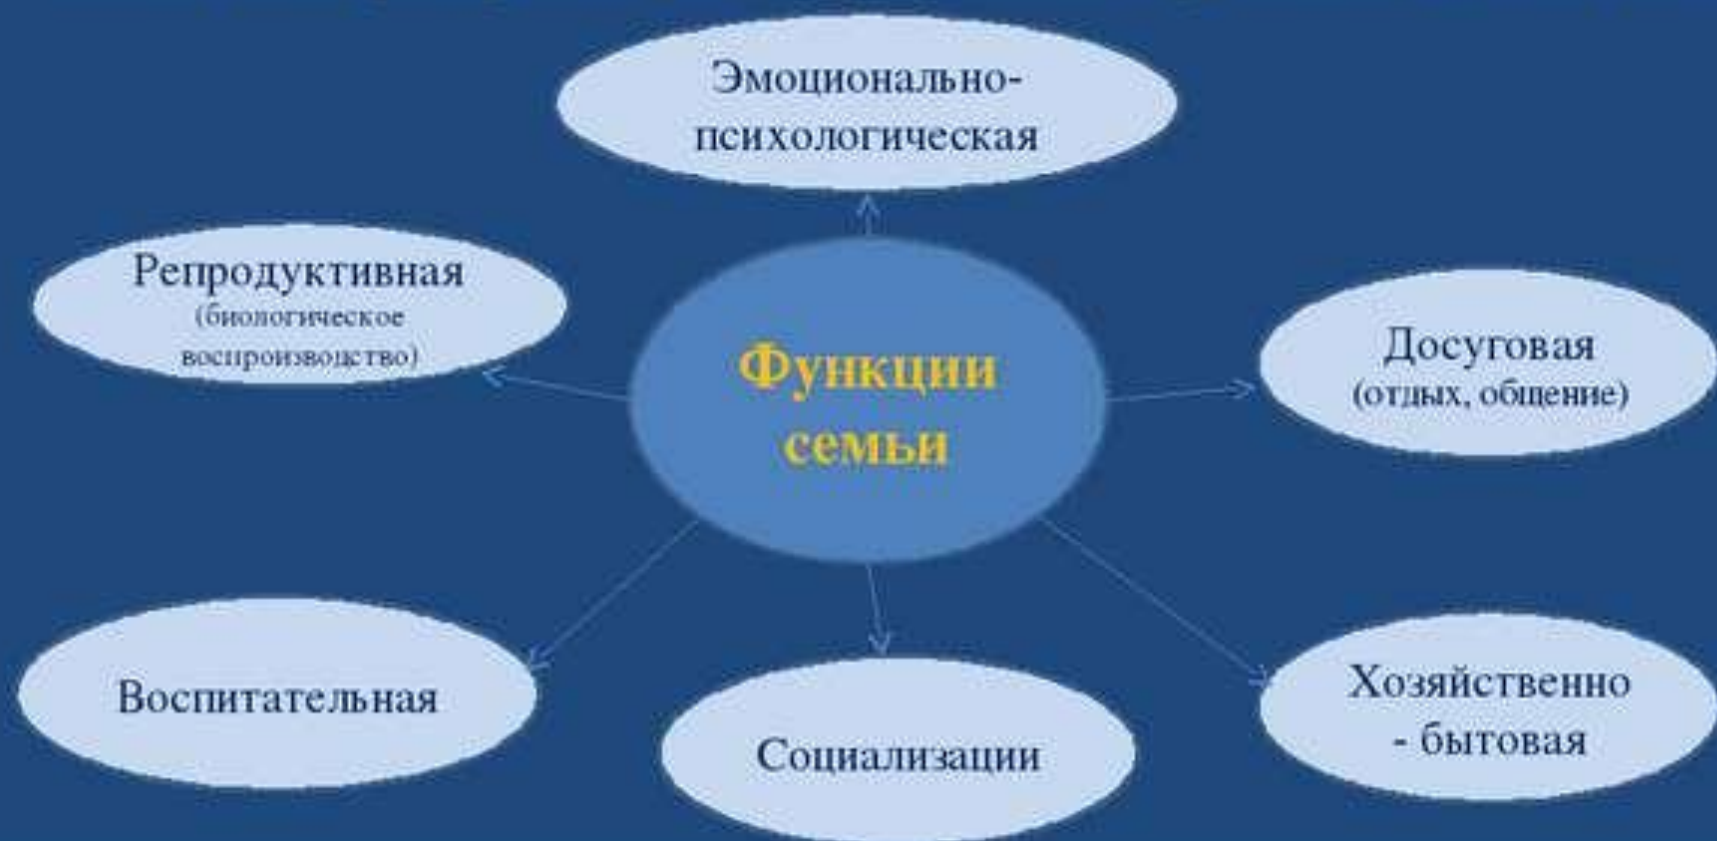 Эмоционально-
психологическая
Репродуктивная
(биологическое
воспроизводство)
Функции
семьи
Досуговая
(отдых, общение)
Воспитательная
Социализации
Хозяйственно
- бытовая